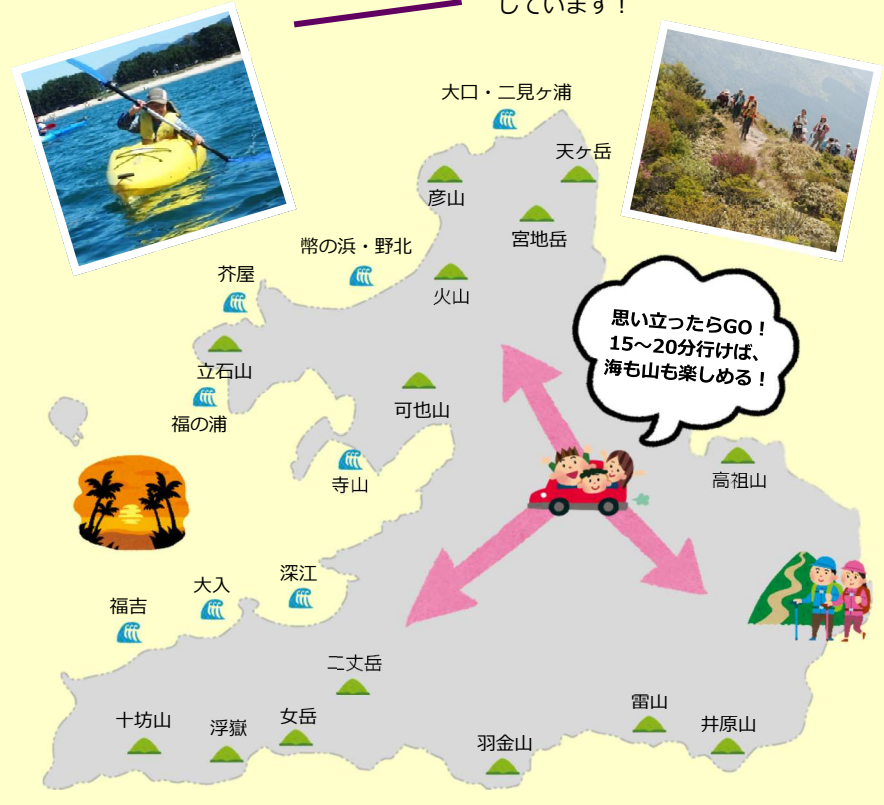 しています！
大口・二見ヶ浦
天ヶ岳
彦山
宮地岳
幣の浜・野北
芥屋
火山
思い立ったらGO！
15～20分行けば、
海も山も楽しめる！
立石山
可也山
福の浦
寺山
高祖山
深江
大入
福吉
二丈岳
雷山
女岳
十坊山
浮嶽
井原山
羽金山